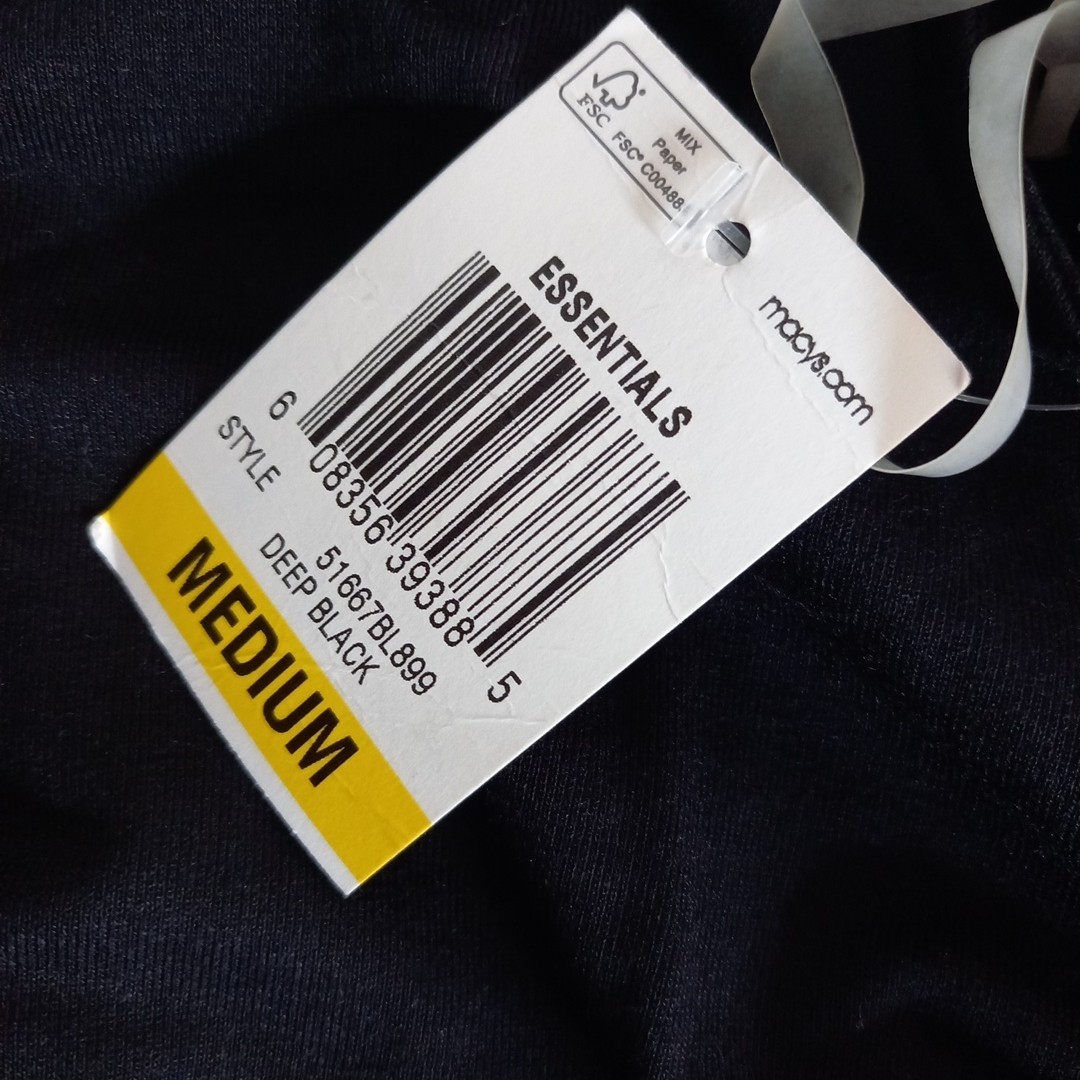 FSC
MIX
Paper
FSC® C00488
macys.com
ESSENTIALS
6 08356 39388 5
STYLE 51667BL899
DEEP BLACK
MEDIUM